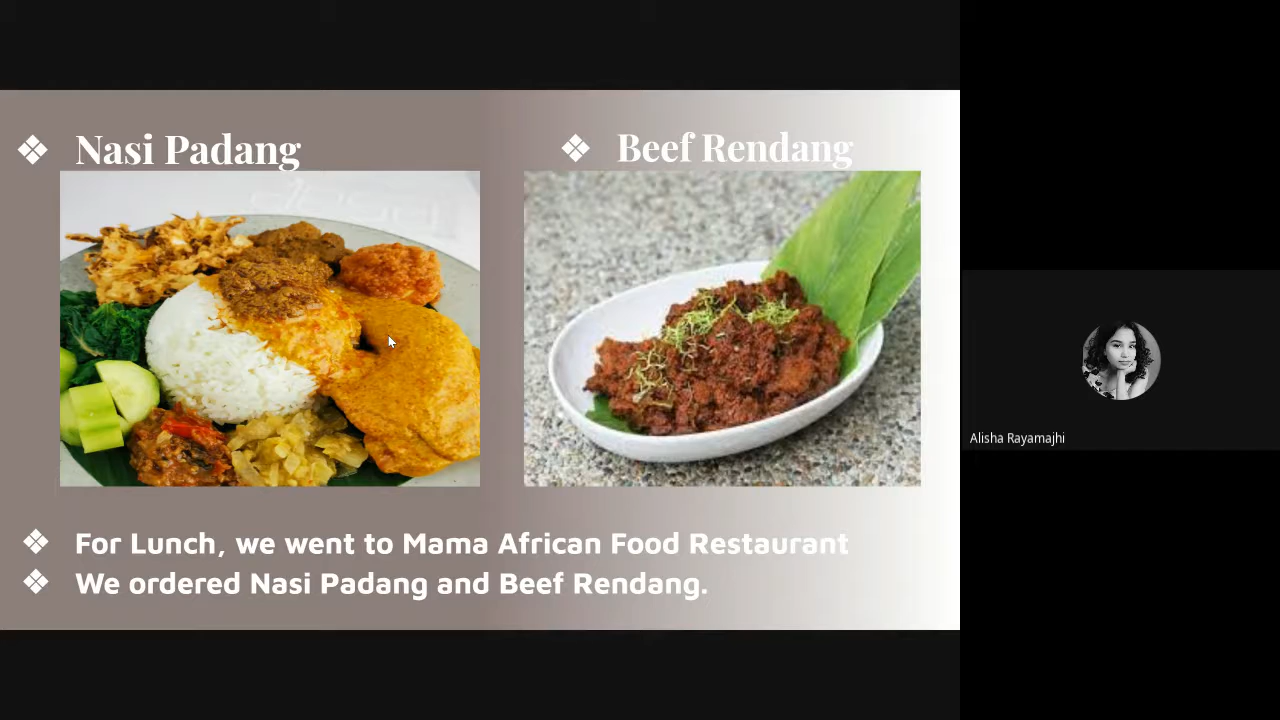 ❖ Nasi Padang
❖ Beef Rendang
❖ For Lunch, we went to Mama African Food Restaurant
❖ We ordered Nasi Padang and Beef Rendang.
Alisha Rayamajhi